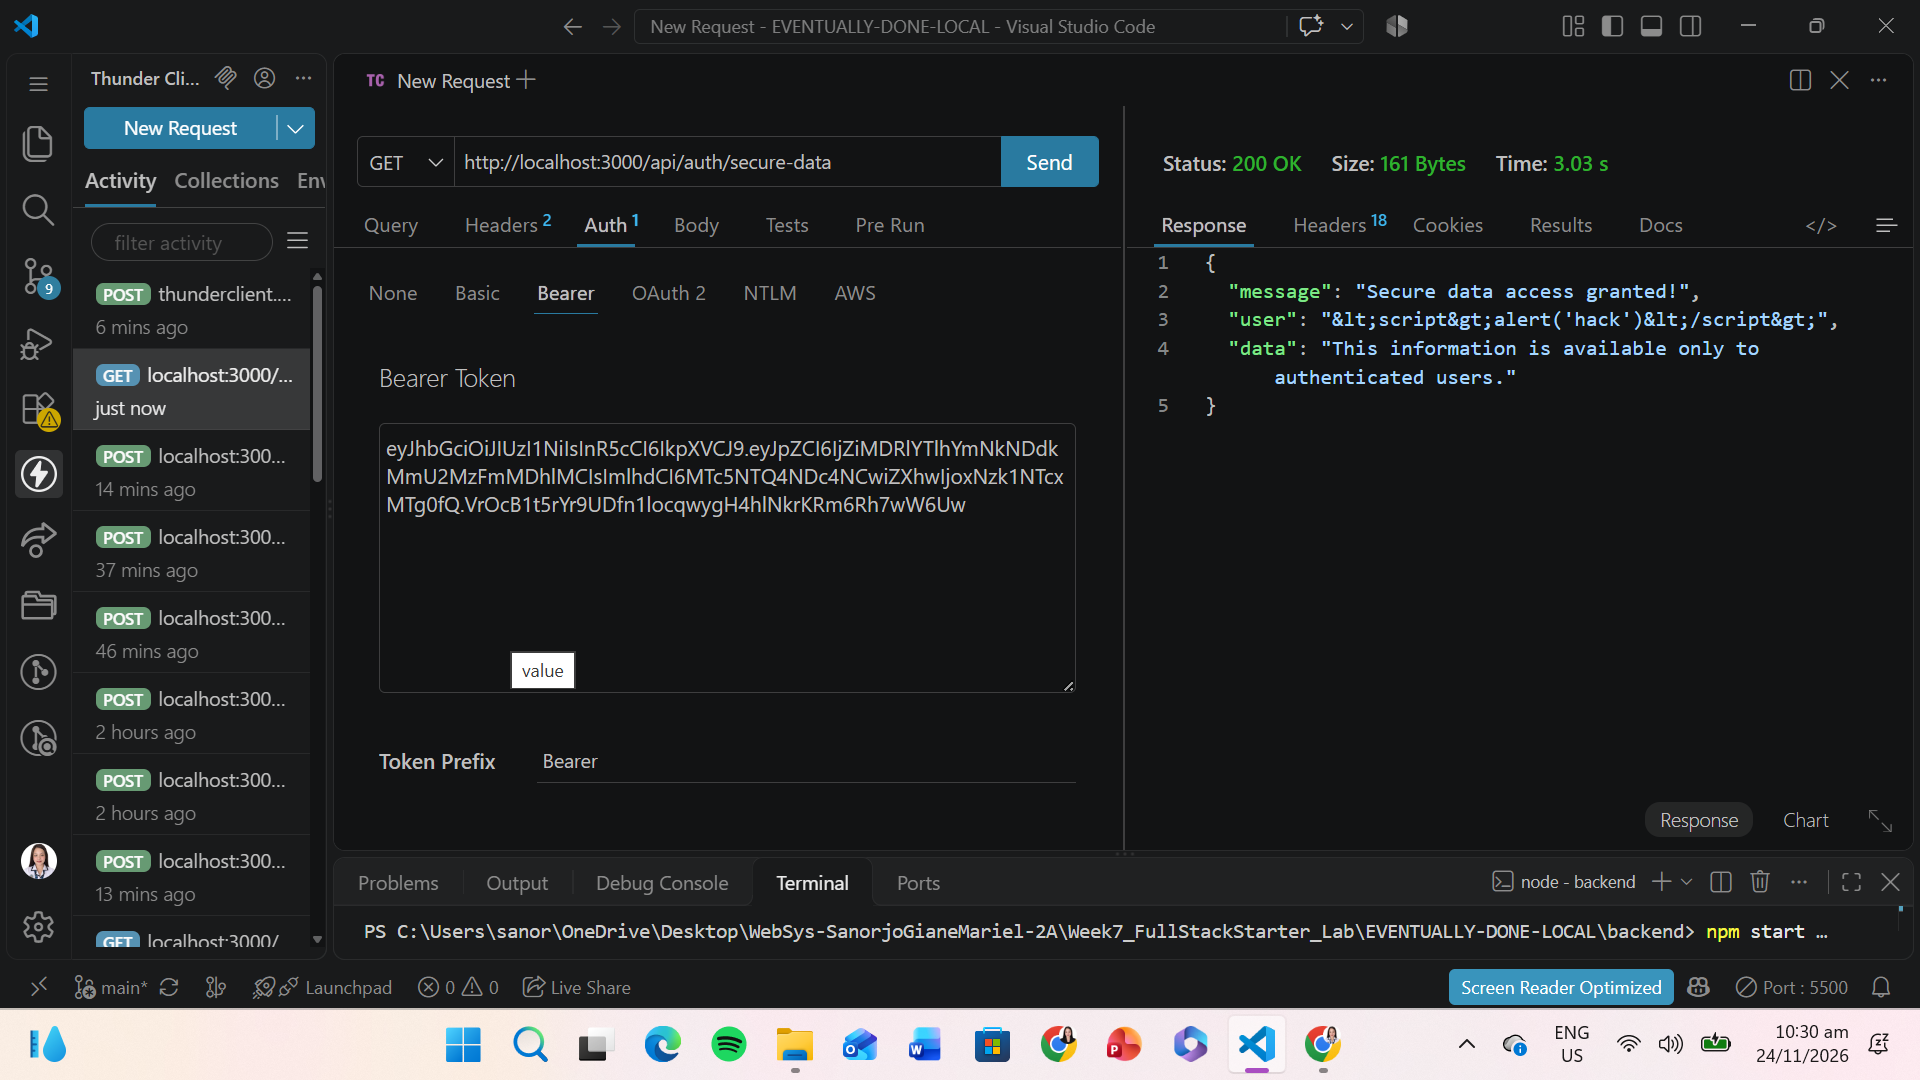 New Request - EVENTUALLY-DONE-LOCAL - Visual Studio Code
Thunder Cli...
New Request
Activity Collections Env
filter activity
POST thunderclient....
6 mins ago
GET localhost:3000/...
just now
POST localhost:300...
14 mins ago
POST localhost:300...
37 mins ago
POST localhost:300...
46 mins ago
POST localhost:300...
2 hours ago
POST localhost:300...
2 hours ago
POST localhost:300...
13 mins ago
GET localhost:3000/
9
TC New Request
GET http://localhost:3000/api/auth/secure-data Send
Query Headers 2 Auth 1 Body Tests Pre Run
None Basic Bearer OAuth 2 NTLM AWS
Bearer Token
eyJhbGciOiJIUzI1NiIsInR5cCI6IkpXVCJ9.eyJpZCI6IjZiMDRlYTlhYmNkNDdk
MmU2MzFmMDhlMCIsImlhdCI6MTc5NTQ4NDc4NCwiZXhwIjoxNzk1NTcx
MTg0fQ.VrOcB1t5rYr9UDfn1locqwygH4hlNkrKRm6Rh7wW6Uw
value
Token Prefix Bearer
Status: 200 OK Size: 161 Bytes Time: 3.03 s
Response Headers 18 Cookies Results Docs </>
1 {
2 "message": "Secure data access granted!",
3 "user": "&lt;script&gt;alert('hack')&lt;/script&gt;",
4 "data": "This information is available only to
authenticated users."
5 }
Response Chart
Problems Output Debug Console Terminal Ports
node - backend
PS C:\Users\sanor\OneDrive\Desktop\WebSys-SanorjoGianeMariel-2A\Week7_FullStackStarter_Lab\EVENTUALLY-DONE-LOCAL\backend> npm start …
main* Launchpad 0 0 Live Share
Screen Reader Optimized Port : 5500
ENG
US
10:30 am
24/11/2026